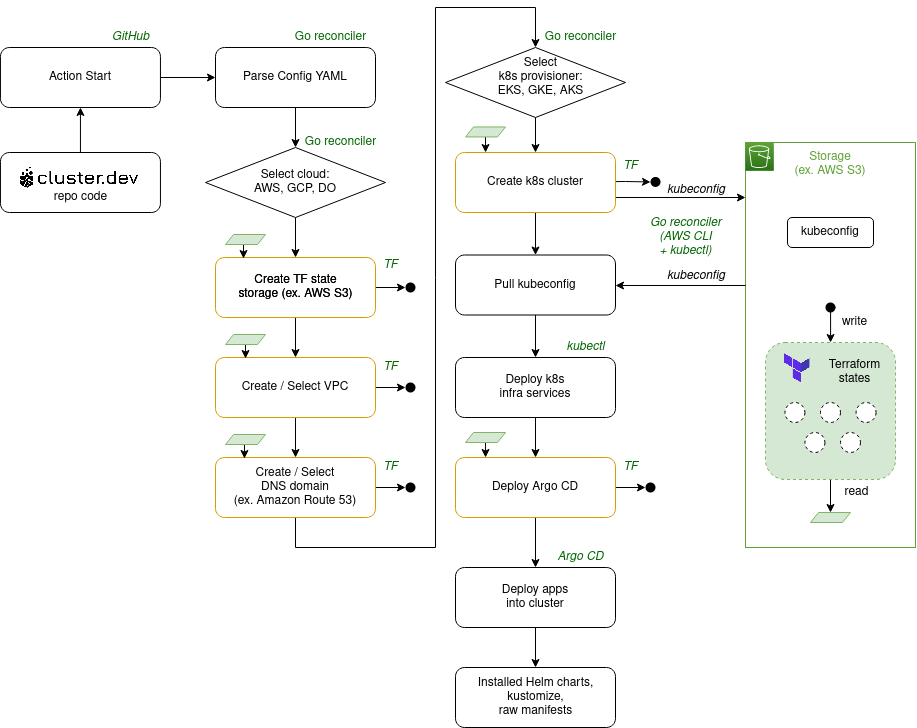 GitHub
Action Start
cluster.dev
repo code
Go reconciler
Parse Config YAML
Go reconciler
Select cloud:
AWS, GCP, DO
TF
Create TF state
storage (ex. AWS S3)
TF
Create / Select VPC
TF
Create / Select
DNS domain
(ex. Amazon Route 53)
Go reconciler
Select
k8s provisioner:
EKS, GKE, AKS
TF
Create k8s cluster
kubeconfig
Go reconciler
(AWS CLI
+ kubectl)
kubeconfig
Pull kubeconfig
kubectl
Deploy k8s
infra services
TF
Deploy Argo CD
Argo CD
Deploy apps
into cluster
Installed Helm charts,
kustomize,
raw manifests
Storage
(ex. AWS S3)
kubeconfig
write
Terraform
states
read